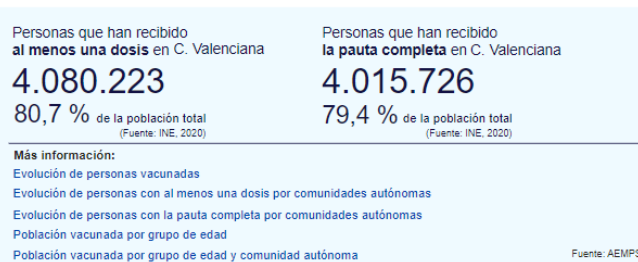 Personas que han recibido
al menos una dosis en C. Valenciana
4.080.223
80,7 % de la población total
(Fuente: INE, 2020)
Personas que han recibido
la pauta completa en C. Valenciana
4.015.726
79,4 % de la población total
(Fuente: INE, 2020)
Más información:
Evolución de personas vacunadas
Evolución de personas con al menos una dosis por comunidades autónomas
Evolución de personas con la pauta completa por comunidades autónomas
Población vacunada por grupo de edad
Población vacunada por grupo de edad y comunidad autónoma
Fuente: AEMPS